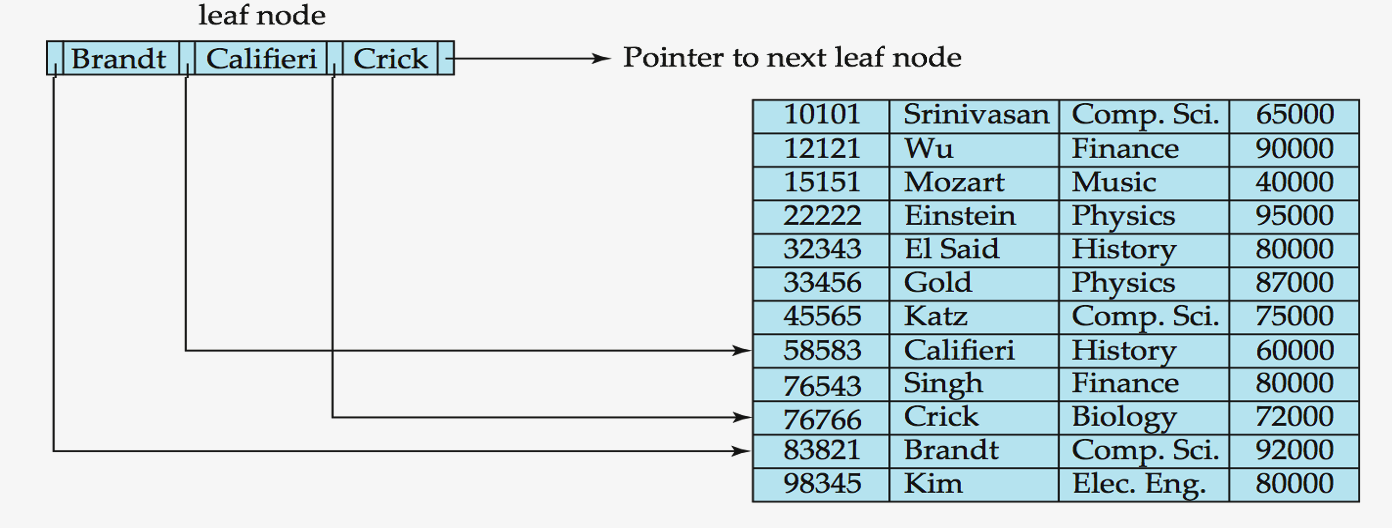 leaf node
Brandt Califieri Crick
Pointer to next leaf node
10101 Srinivasan Comp. Sci. 65000
12121 Wu Finance 90000
15151 Mozart Music 40000
22222 Einstein Physics 95000
32343 El Said History 80000
33456 Gold Physics 87000
45565 Katz Comp. Sci. 75000
58583 Califieri History 60000
76543 Singh Finance 80000
76766 Crick Biology 72000
83821 Brandt Comp. Sci. 92000
98345 Kim Elec. Eng. 80000